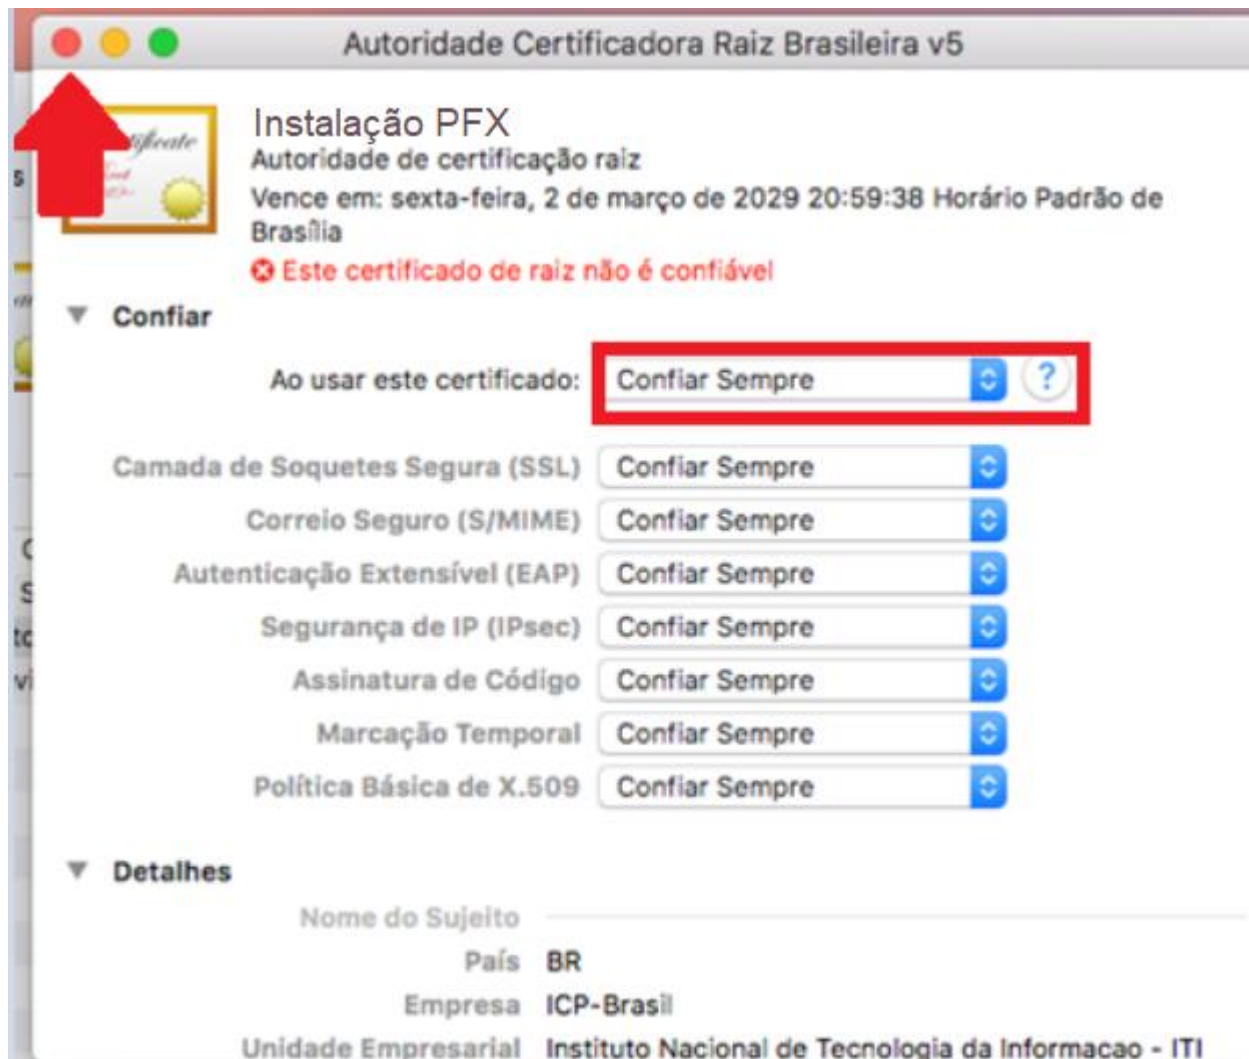 Autoridade Certificadora Raiz Brasileira v5
Instalação PFX
Autoridade de certificação raiz
Vence em: sexta-feira, 2 de março de 2029 20:59:38 Horário Padrão de
Brasília
Este certificado de raiz não é confiável
Confiar
Ao usar este certificado: Confiar Sempre ?
Camada de Soquetes Segura (SSL) Confiar Sempre
Correio Seguro (S/MIME) Confiar Sempre
Autenticação Extensível (EAP) Confiar Sempre
Segurança de IP (IPsec) Confiar Sempre
Assinatura de Código Confiar Sempre
Marcação Temporal Confiar Sempre
Política Básica de X.509 Confiar Sempre
Detalhes
Nome do Sujeito
País BR
Empresa ICP-Brasil
Unidade Empresarial Instituto Nacional de Tecnologia da Informacao - ITI